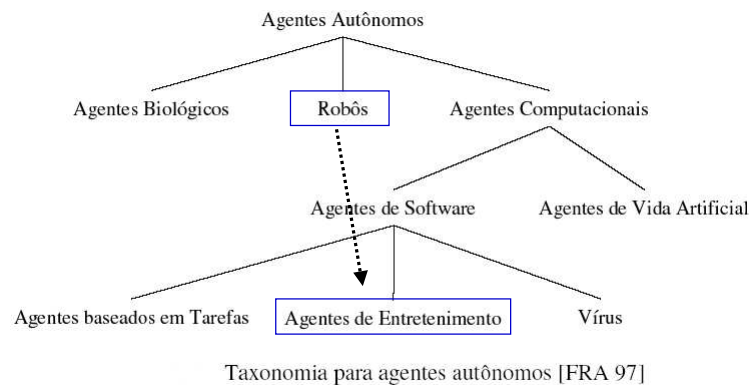 Agentes Autônomos
Agentes Biológicos
Robôs
Agentes Computacionais
Agentes de Software
Agentes de Vida Artificial
Agentes baseados em Tarefas
Agentes de Entretenimento
Vírus
Taxonomia para agentes autônomos [FRA 97]